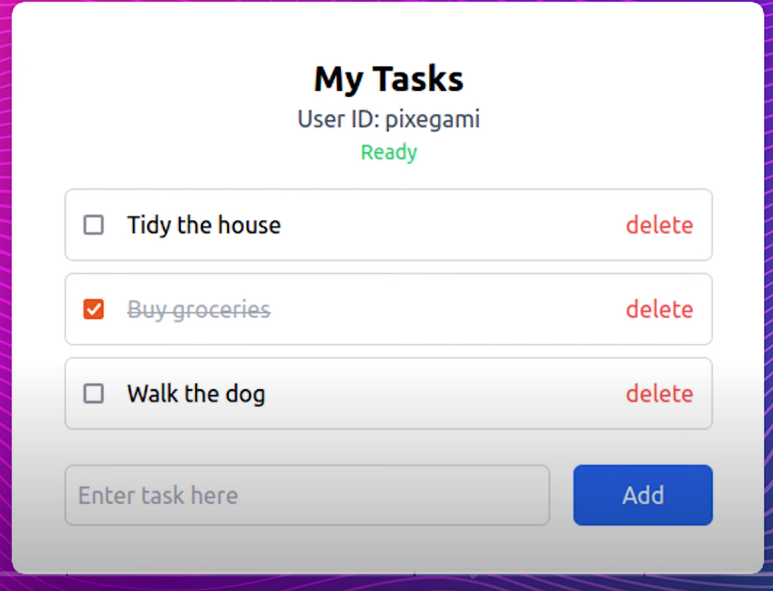 My Tasks
User ID: pixegami
Ready
Tidy the house delete
Buy groceries delete
Walk the dog delete
Enter task here Add